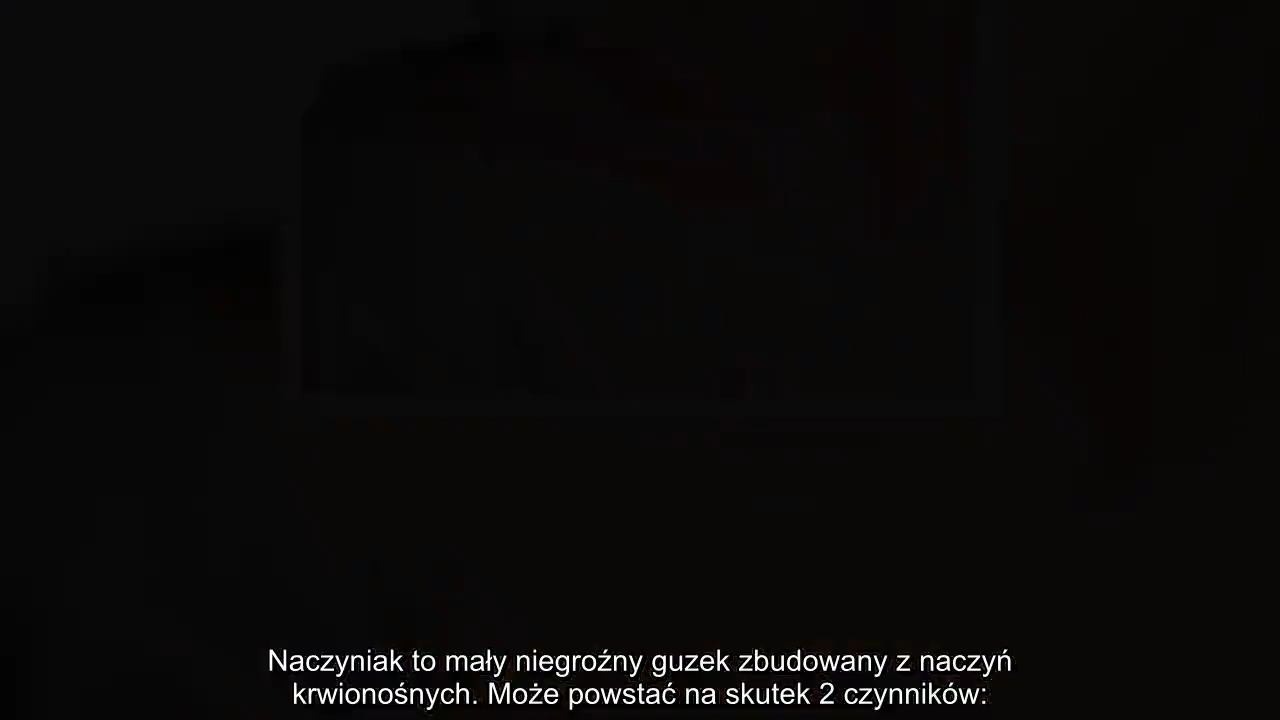 Naczyniak to mały niegroźny guzek zbudowany z naczyń
krwionośnych. Może powstać na skutek 2 czynników: